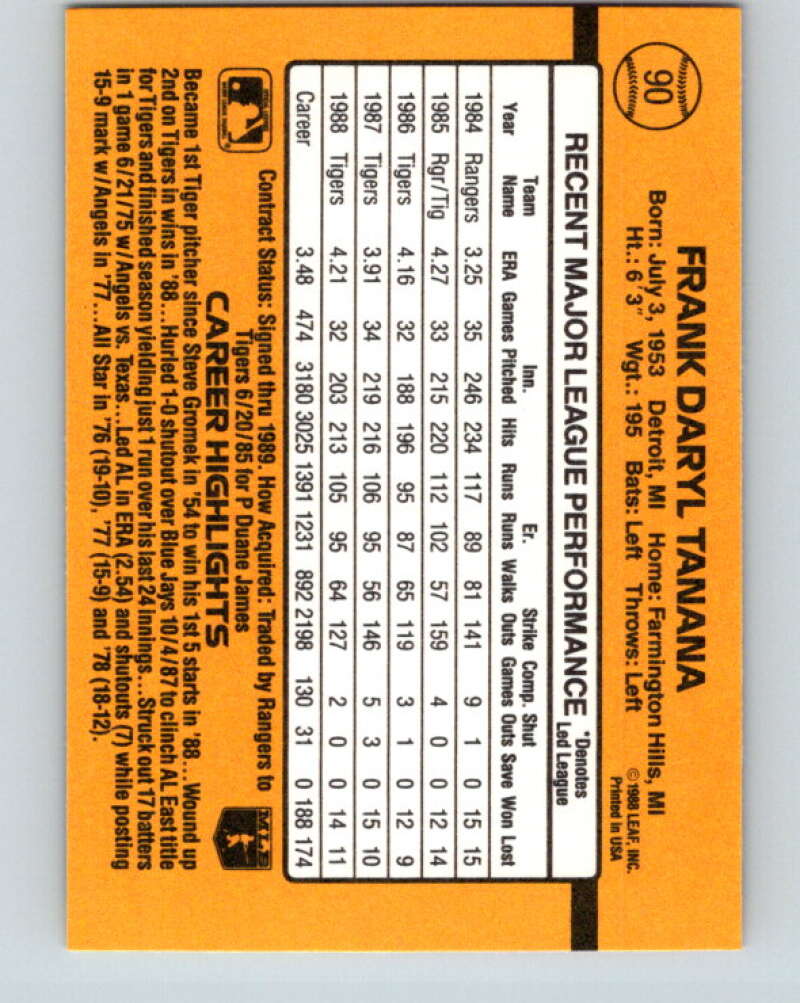 90
FRANK DARYL TANANA
Born: July 3, 1953 Detroit, MI Home: Farmington Hills, MI
Ht.: 6'3" Wgt.: 195 Bats: Left Throws: Left
© 1988 LEAF, INC.
Printed in USA
RECENT MAJOR LEAGUE PERFORMANCE
*Denotes
Led League
Team Inn. Er. Strike Comp. Shut
Year Name ERA Games Pitched Hits Runs Runs Walks Outs Games Outs Save Won Lost
1984 Rangers 3.25 35 246 234 117 89 81 141 9 1 0 15 15
1985 Rgr/Tig 4.27 33 215 220 112 102 57 159 4 0 0 12 14
1986 Tigers 4.16 32 188 196 95 87 65 119 3 1 0 12 9
1987 Tigers 3.91 34 219 216 106 95 56 146 5 3 0 15 10
1988 Tigers 4.21 32 203 213 105 95 64 127 2 0 0 14 11
Career 3.48 474 3180 3025 1391 1231 892 2198 130 31 0 188 174
Contract Status: Signed thru 1989. How Acquired: Traded by Rangers to
Tigers 6/20/85 for P Duane James
MLB
CAREER HIGHLIGHTS
Became 1st Tiger pitcher since Steve Gromek in '54 to win his 1st 5 starts in '88...Wound up
2nd on Tigers in wins in '88...Hurled 1-0 shutout over Blue Jays 10/4/87 to clinch AL East title
for Tigers and finished season yielding just 1 run over his last 24 innings...Struck out 17 batters
in 1 game 6/21/75 w/Angels vs. Texas...Led AL in ERA (2.54) and shutouts (7) while posting
15-9 mark w/Angels in '77...All Star in '76 (19-10), '77 (15-9) and '78 (18-12).